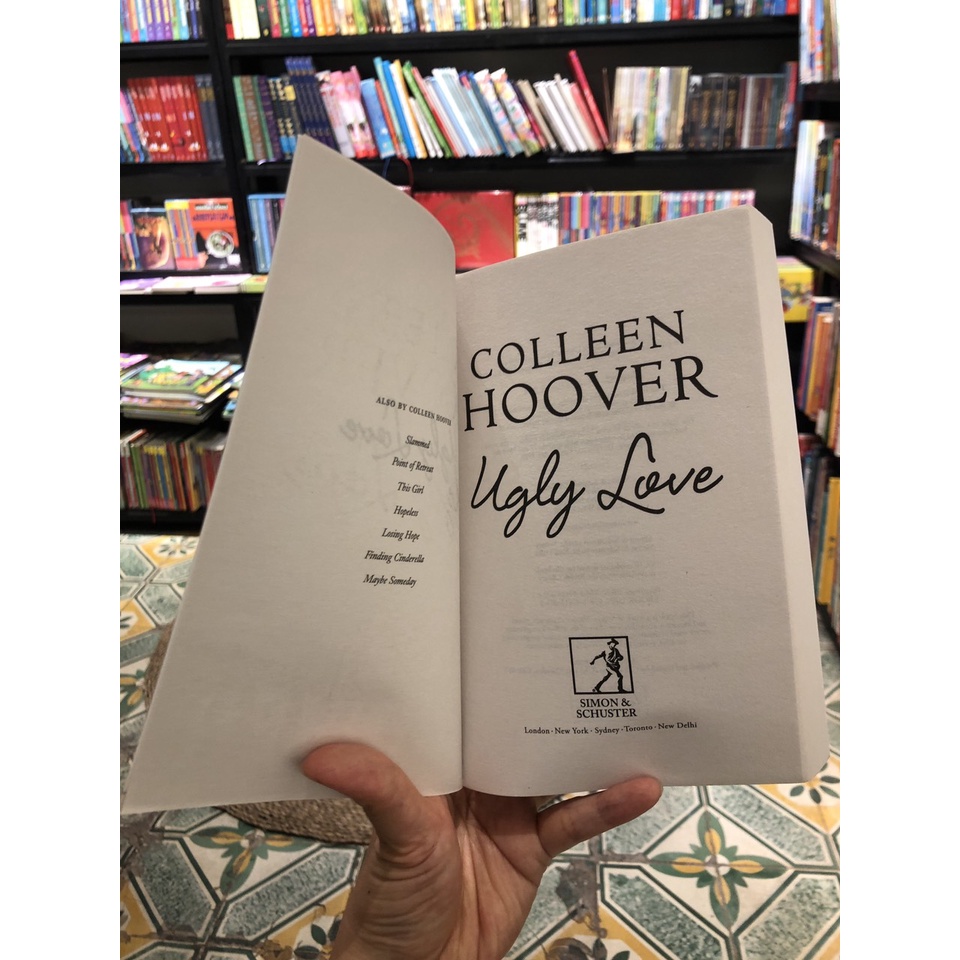 ALSO BY COLLEEN HOOVER
Slammed
Point of Retreat
This Girl
Hopeless
Losing Hope
Finding Cinderella
Maybe Someday
COLLEEN
HOOVER
Ugly Love
SIMON &
SCHUSTER
London · New York · Sydney · Toronto · New Delhi